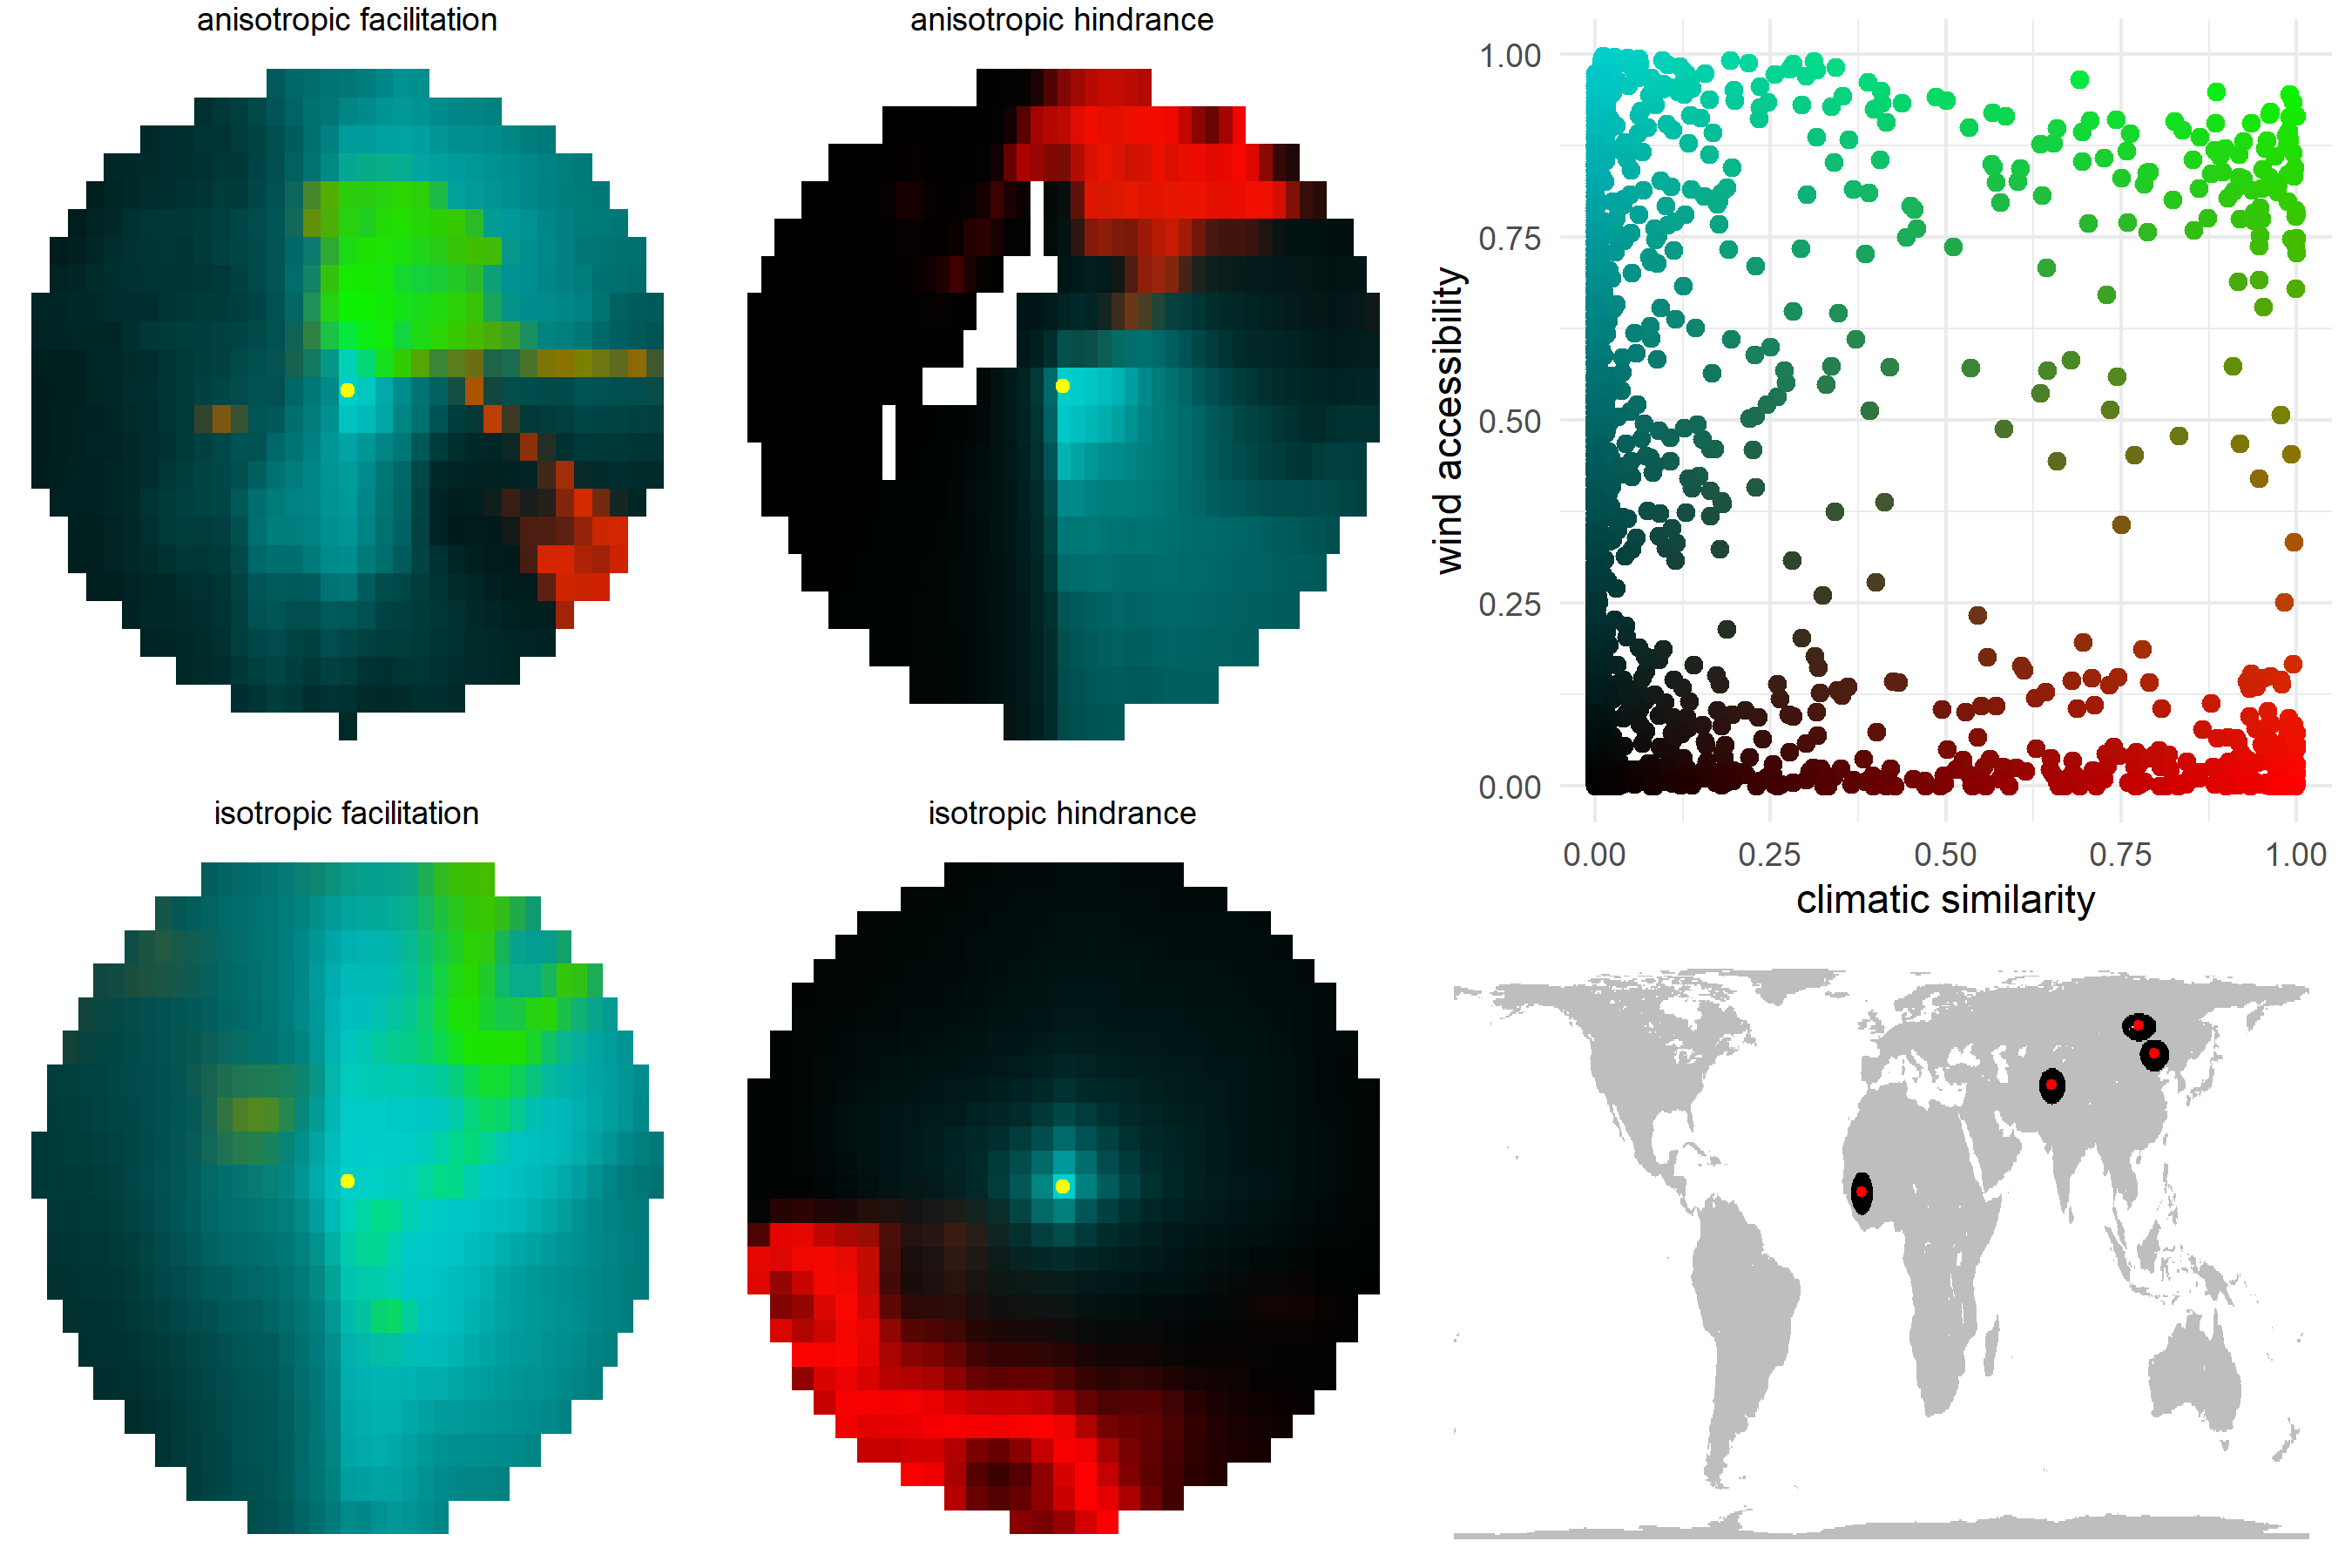 anisotropic facilitation
anisotropic hindrance
1.00
0.75
0.50
0.25
0.00
wind accessibility
0.00 0.25 0.50 0.75 1.00
climatic similarity
isotropic facilitation
isotropic hindrance